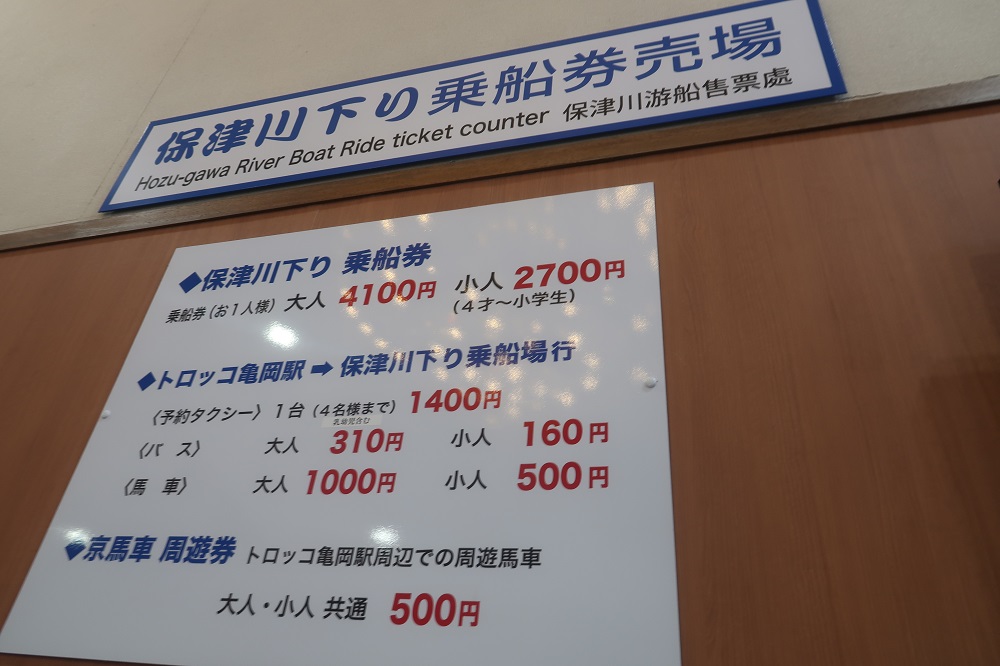 保津川下り乗船券売場
Hozu-gawa River Boat Ride ticket counter 保津川游船售票處
◆保津川下り 乗船券
乗船券(お1人様) 大人 4100円 小人 2700円
(4才～小学生)
◆トロッコ亀岡駅➡保津川下り乗船場行
〈予約タクシー〉1台(4名様まで) 1400円
乳幼児含む
〈バ ス〉 大人 310円 小人 160円
〈馬 車〉 大人 1000円 小人 500円
◆京馬車 周遊券 トロッコ亀岡駅周辺での周遊馬車
大人・小人 共通 500円